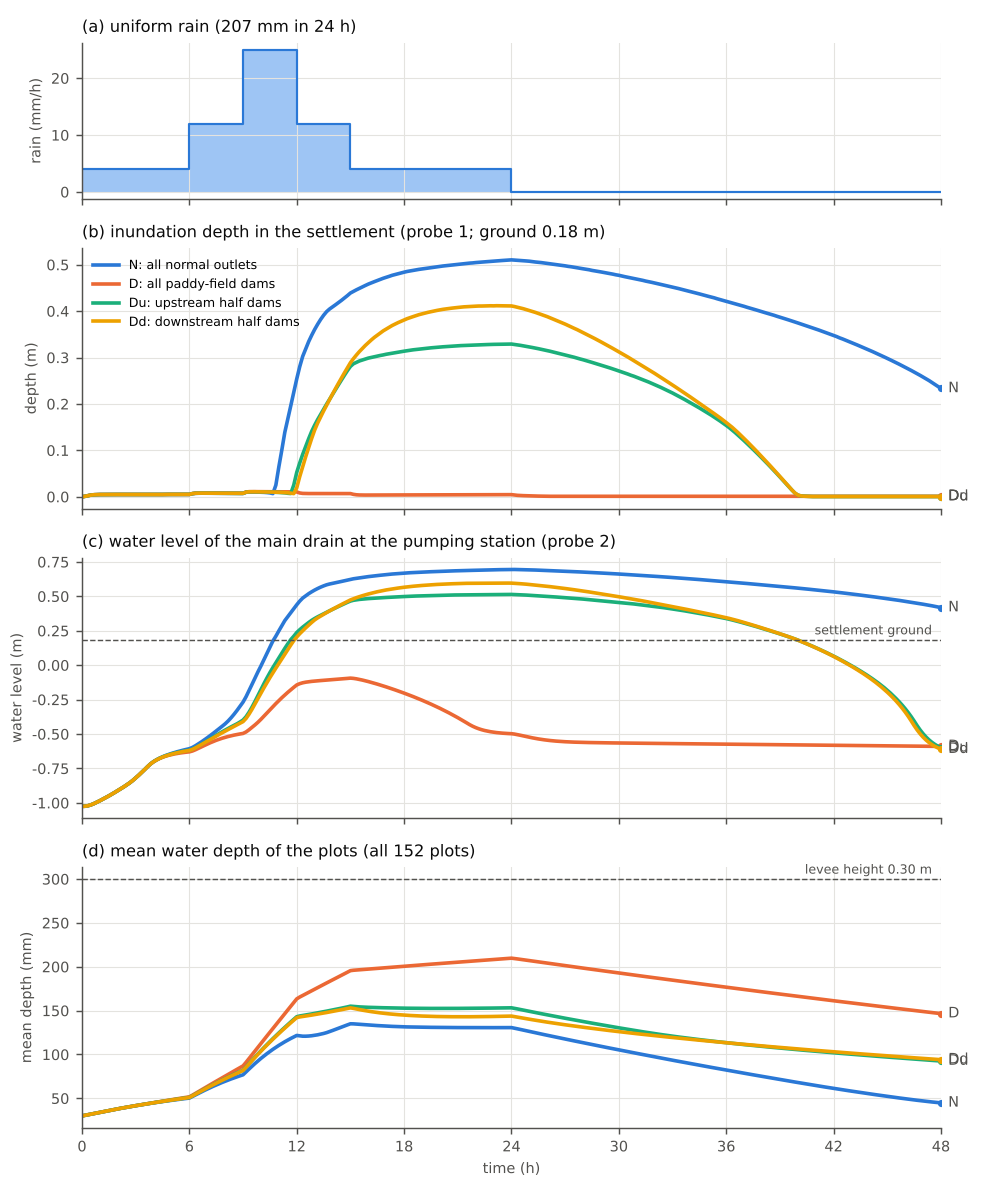 (a) uniform rain (207 mm in 24 h)
rain (mm/h)
20
10
0
(b) inundation depth in the settlement (probe 1; ground 0.18 m)
depth (m)
0.5
0.4
0.3
0.2
0.1
0.0
N: all normal outlets
D: all paddy-field dams
Du: upstream half dams
Dd: downstream half dams
N
Dd
(c) water level of the main drain at the pumping station (probe 2)
water level (m)
0.75
0.50
0.25
0.00
-0.25
-0.50
-0.75
-1.00
settlement ground
N
Dd
(d) mean water depth of the plots (all 152 plots)
mean depth (mm)
300
250
200
150
100
50
levee height 0.30 m
D
Dd
N
0 6 12 18 24 30 36 42 48
time (h)